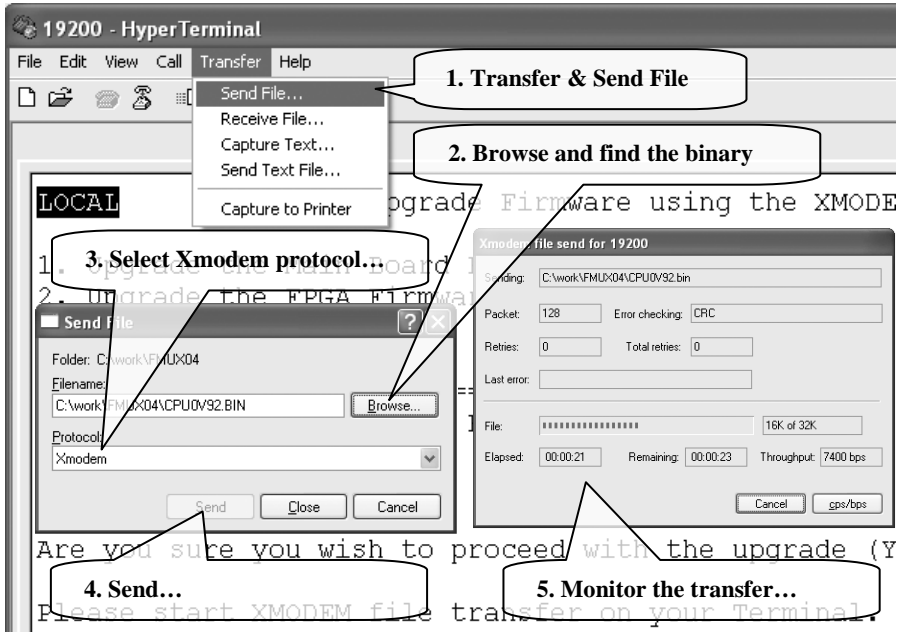 19200 - HyperTerminal
File Edit View Call Transfer Help
1. Transfer & Send File
Send File...
Receive File...
Capture Text...
Send Text File...
Capture to Printer
2. Browse and find the binary
LOCAL pgrade Firmware using the XMODE
3. Select Xmodem protocol…
1. Upgrade the Main Board
2. Upgrade the FPGA Firmwa
Send File
Folder: C:\work\FMUX04
Filename:
C:\work\FMUX04\CPU0V92.BIN
Browse...
Protocol:
Xmodem
Send Close Cancel
Xmodem file send for 19200
Sending: C:\work\FMUX04\CPU0V92.bin
Packet: 128 Error checking: CRC
Retries: 0 Total retries: 0
Last error:
File: 16K of 32K
Elapsed: 00:00:21 Remaining: 00:00:23 Throughput: 7400 bps
Cancel cps/bps
Are you sure you wish to proceed with the upgrade (Y
4. Send…
5. Monitor the transfer…
Please start XMODEM file transfer on your Terminal.